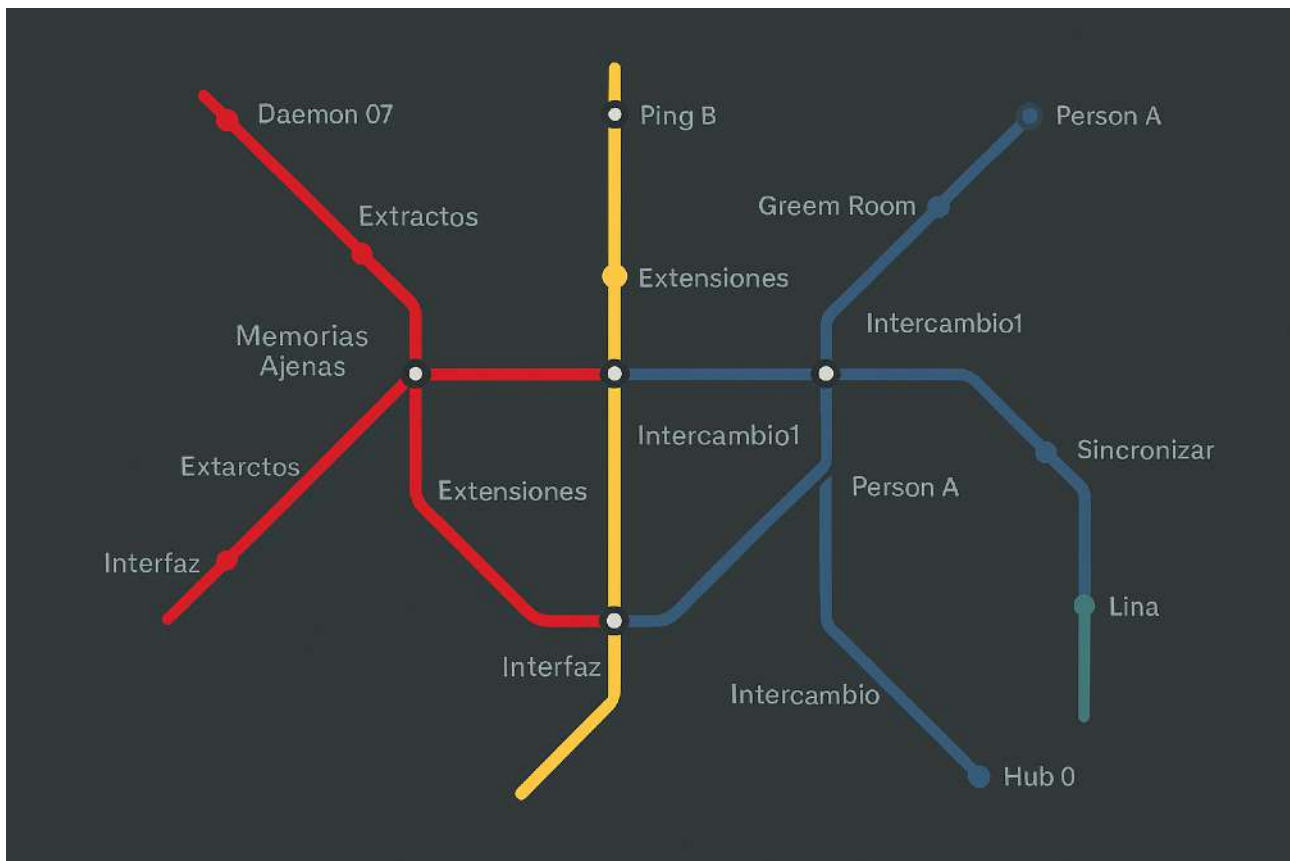 Daemon 07
Ping B
Person A
Extractos
Greem Room
Extensiones
Memorias
Ajenas
Intercambio1
Intercambio1
Sincronizar
Extarctos
Extensiones
Person A
Interfaz
Lina
Interfaz
Intercambio
Hub 0